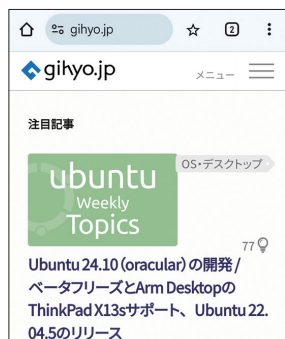 gihyo.jp
2
gihyo.jp
メニュー
注目記事
ubuntu
Weekly
Topics
OS・デスクトップ
77
Ubuntu 24.10（oracular）の開発 /
ベータフリーズとArm Desktopの
ThinkPad X13sサポート、Ubuntu 22.
04.5のリリース